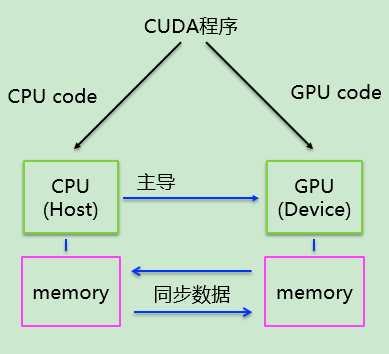 CUDA程序
CPU code
GPU code
CPU
(Host)
主导
GPU
(Device)
memory
同步数据
memory